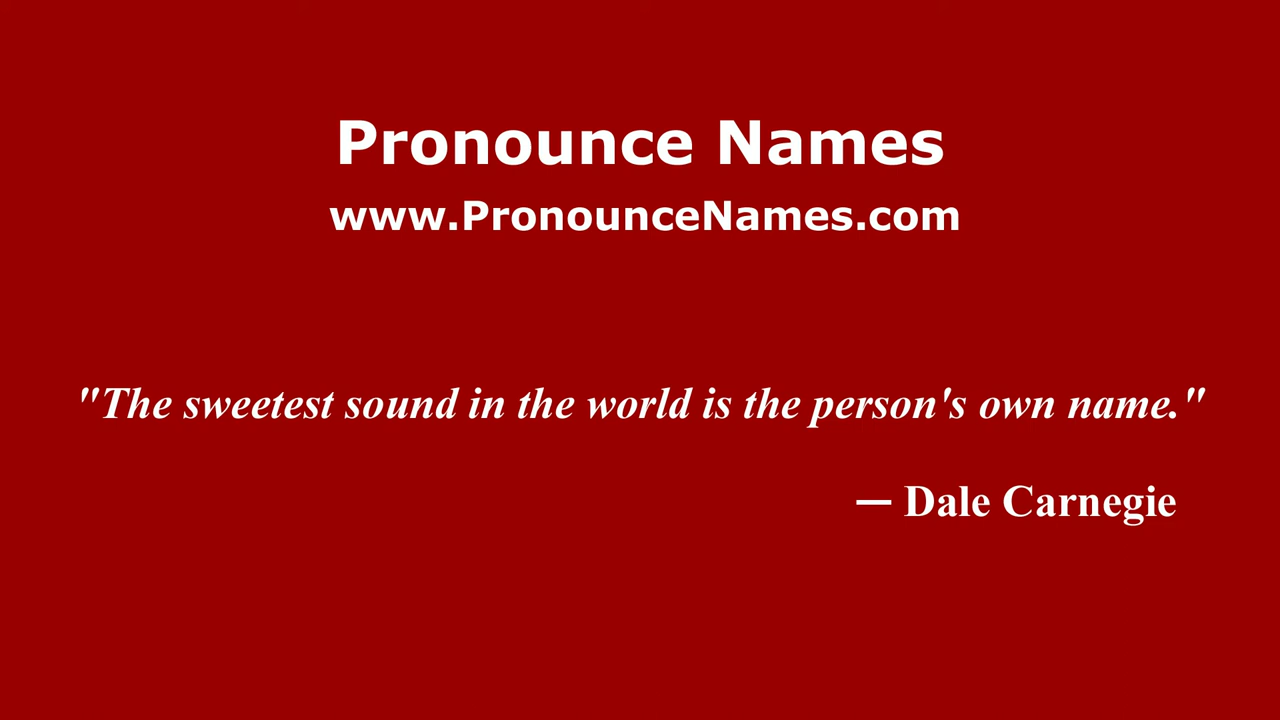 Pronounce Names
www.PronounceNames.com
"The sweetest sound in the world is the person's own name."
— Dale Carnegie